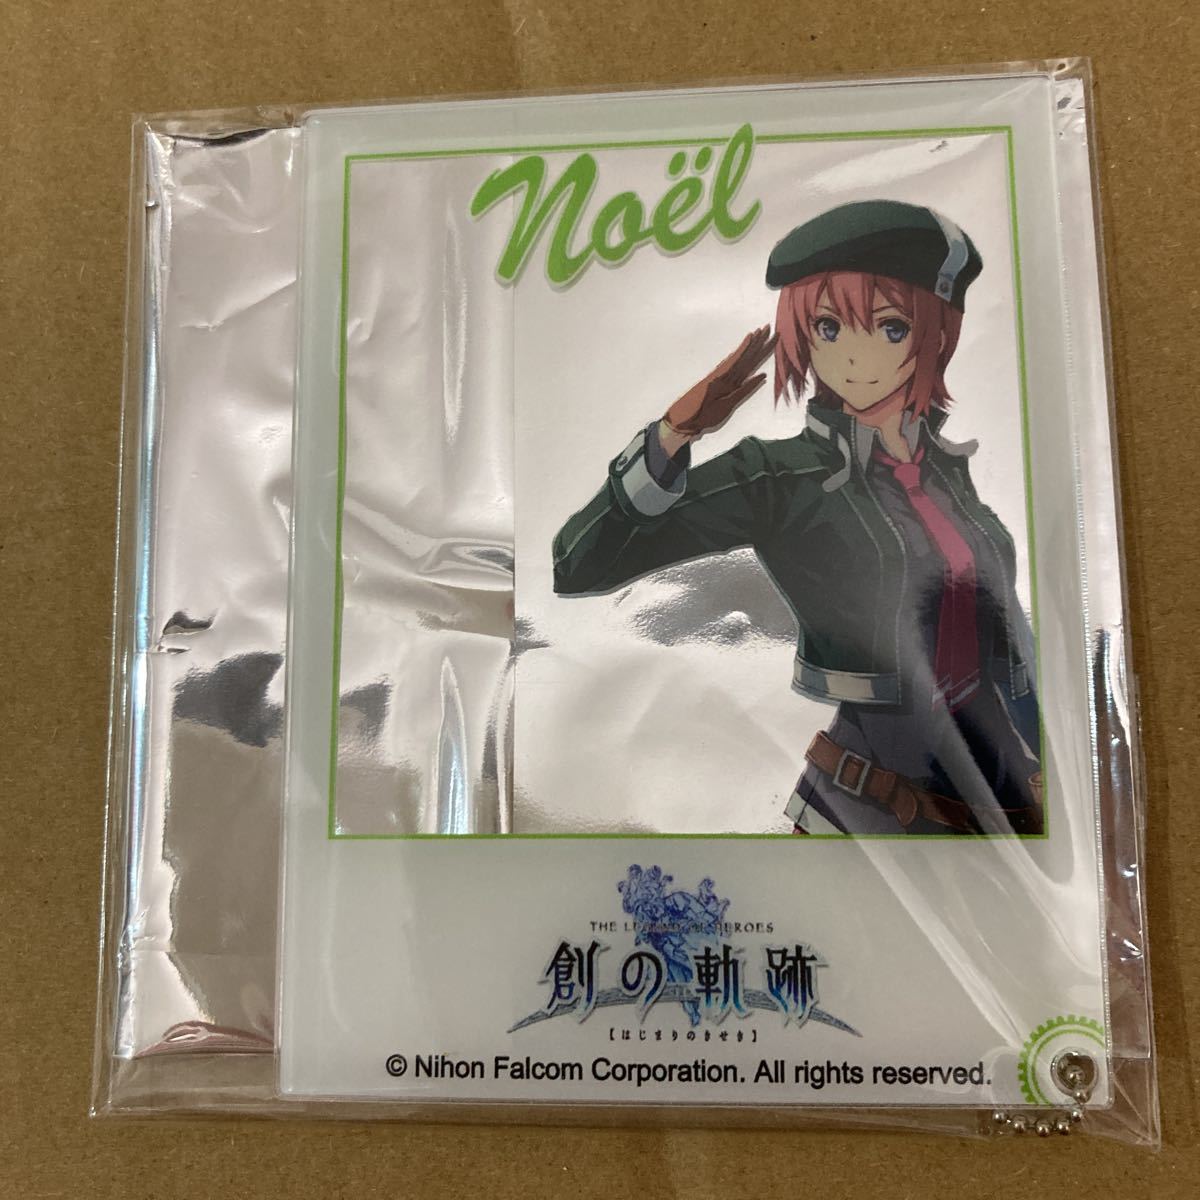 Noël
THE LEGEND OF HEROES
創の軌跡
【はじまりのきせき】
© Nihon Falcom Corporation. All rights reserved.